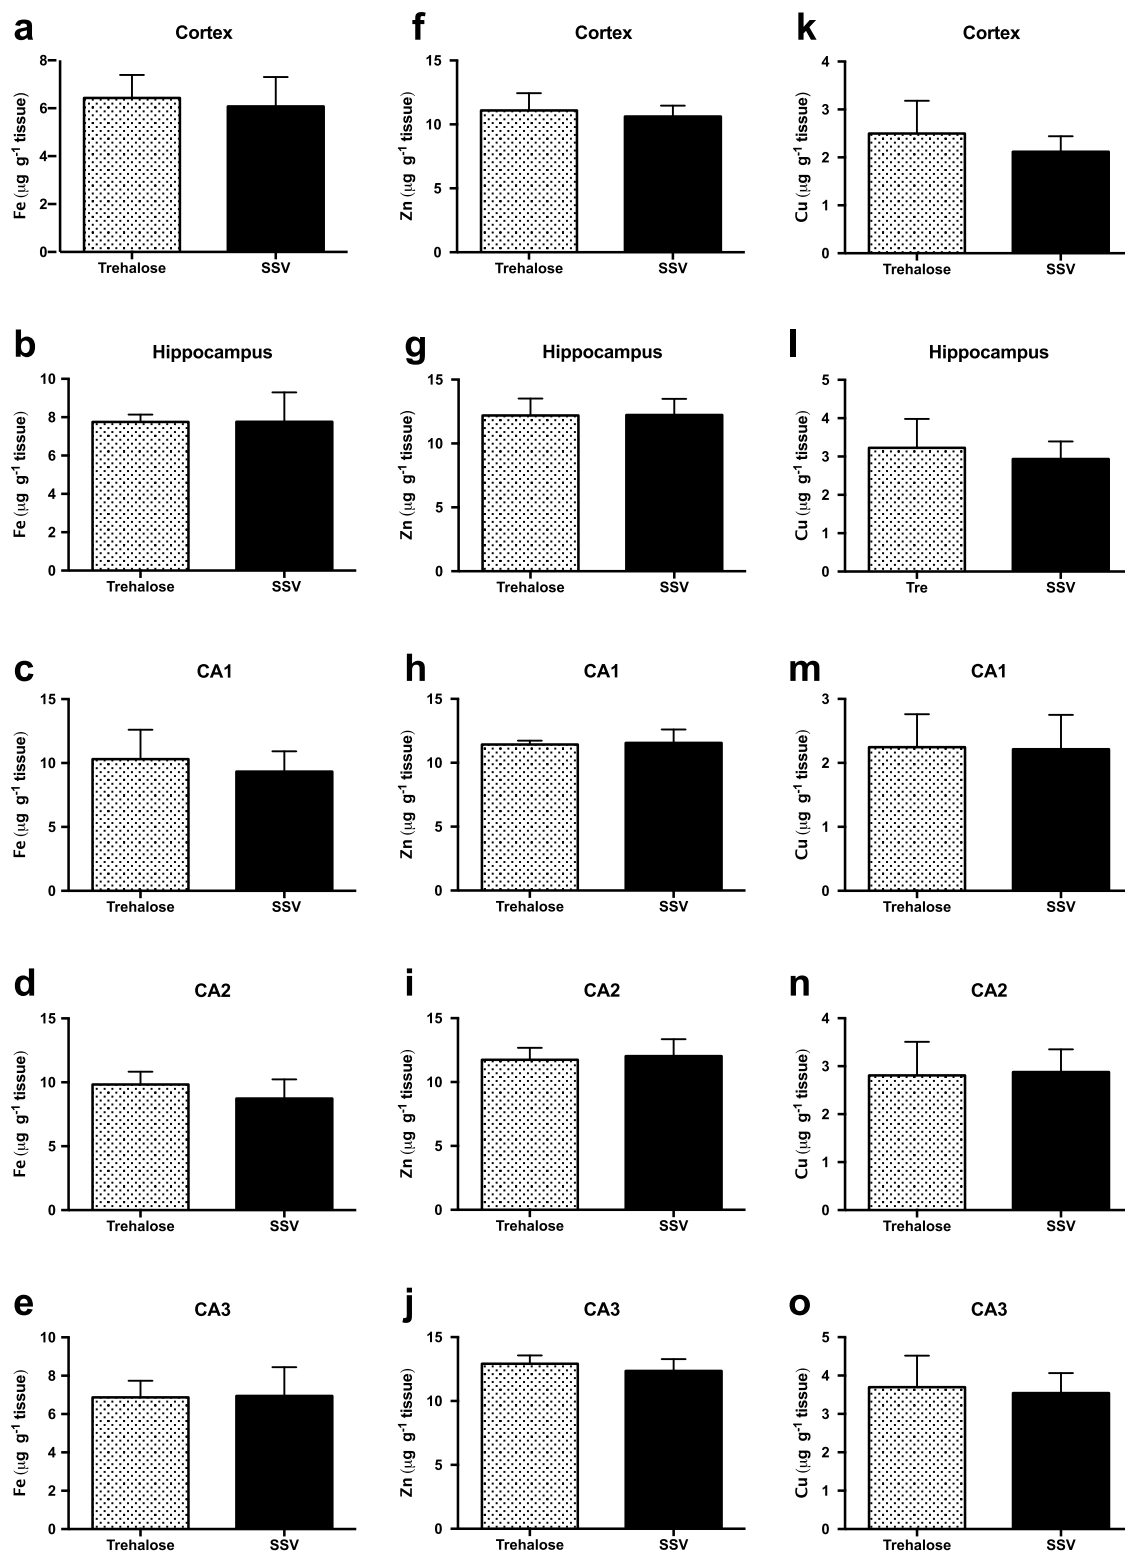 a
Cortex
Fe (μg g-1 tissue)
8
6
4
2
0
Trehalose SSV
f
Cortex
Zn (μg g-1 tissue)
15
10
5
0
Trehalose SSV
k
Cortex
Cu (μg g-1 tissue)
4
3
2
1
0
Trehalose SSV
b
Hippocampus
Fe (μg g-1 tissue)
10
8
6
4
2
0
Trehalose SSV
g
Hippocampus
Zn (μg g-1 tissue)
15
10
5
0
Trehalose SSV
l
Hippocampus
Cu (μg g-1 tissue)
5
4
3
2
1
0
Tre SSV
c
CA1
Fe (μg g-1 tissue)
15
10
5
0
Trehalose SSV
h
CA1
Zn (μg g-1 tissue)
15
10
5
0
Trehalose SSV
m
CA1
Cu (μg g-1 tissue)
3
2
1
0
Trehalose SSV
d
CA2
Fe (μg g-1 tissue)
15
10
5
0
Trehalose SSV
i
CA2
Zn (μg g-1 tissue)
15
10
5
0
Trehalose SSV
n
CA2
Cu (μg g-1 tissue)
4
3
2
1
0
Trehalose SSV
e
CA3
Fe (μg g-1 tissue)
10
8
6
4
2
0
Trehalose SSV
j
CA3
Zn (μg g-1 tissue)
15
10
5
0
Trehalose SSV
o
CA3
Cu (μg g-1 tissue)
5
4
3
2
1
0
Trehalose SSV